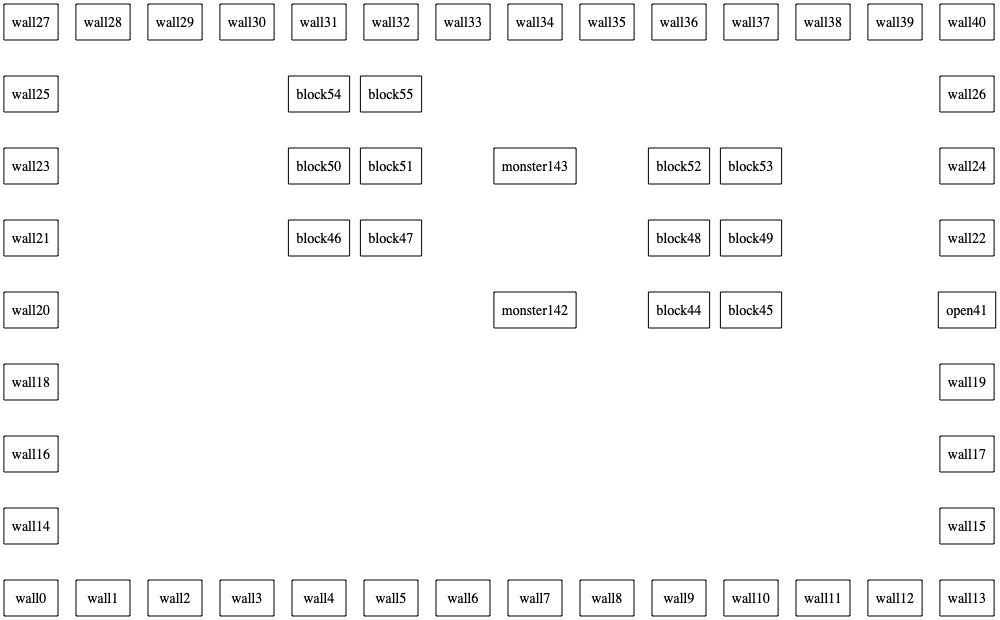 wall27 wall28 wall29 wall30 wall31 wall32 wall33 wall34 wall35 wall36 wall37 wall38 wall39 wall40
wall25 block54 block55 wall26
wall23 block50 block51 monster143 block52 block53 wall24
wall21 block46 block47 block48 block49 wall22
wall20 monster142 block44 block45 open41
wall18 wall19
wall16 wall17
wall14 wall15
wall0 wall1 wall2 wall3 wall4 wall5 wall6 wall7 wall8 wall9 wall10 wall11 wall12 wall13